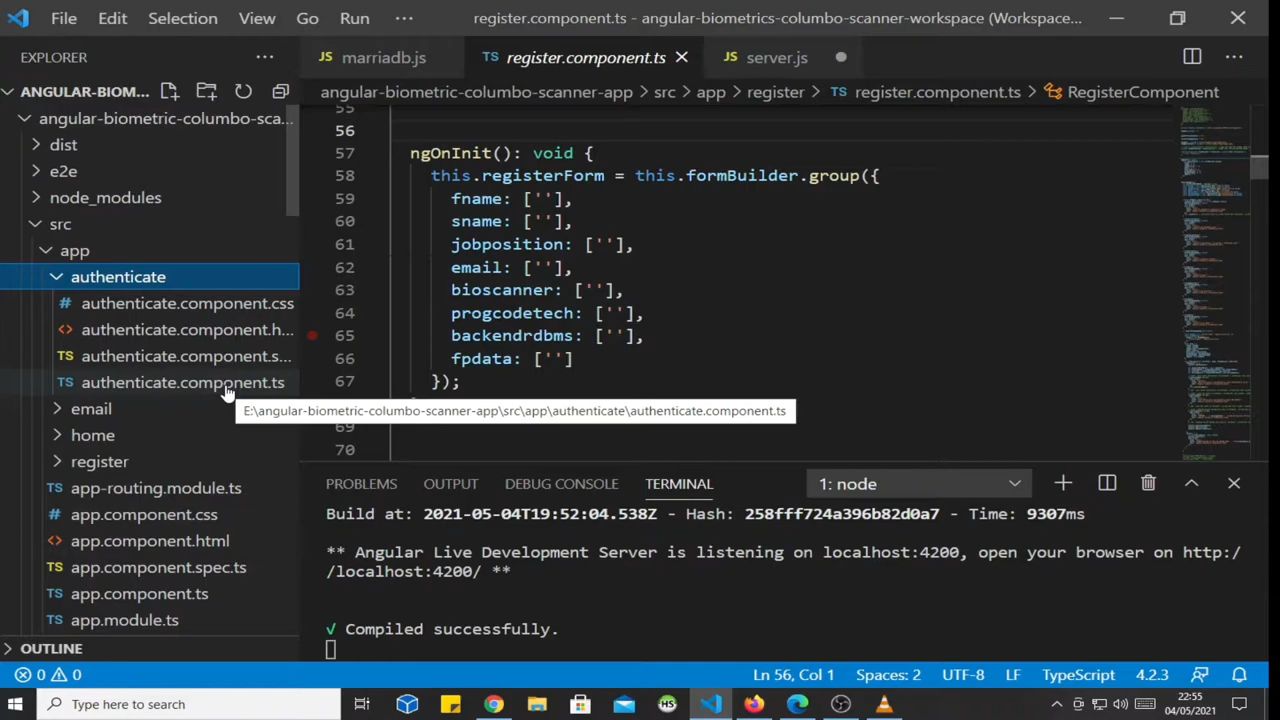 File Edit Selection View Go Run ··· register.component.ts - angular-biometrics-columbo-scanner-workspace (Workspace...
EXPLORER
ANGULAR-BIOM...
angular-biometric-columbo-sca...
dist
e2e
node_modules
src
app
authenticate
authenticate.component.css
authenticate.component.h...
authenticate.component.s...
authenticate.component.ts
email
home
register
app-routing.module.ts
app.component.css
app.component.html
app.component.spec.ts
app.component.ts
app.module.ts
OUTLINE
JS marriadb.js TS register.component.ts JS server.js
angular-biometric-columbo-scanner-app > src > app > register > TS register.component.ts > RegisterComponent
55
56
57 ngOnInit(): void {
58 this.registerForm = this.formBuilder.group({
59 fname: [''],
60 sname: [''],
61 jobposition: [''],
62 email: [''],
63 bioscnner: [''],
64 progcodetech: [''],
65 backendrdbms: [''],
66 fpdata: ['']
67 });
E:\angular-biometric-columbo-scanner-app\src\app\authenticate\authenticate.component.ts
69
70
PROBLEMS OUTPUT DEBUG CONSOLE TERMINAL 1: node
Build at: 2021-05-04T19:52:04.538Z - Hash: 258fff724a396b82d0a7 - Time: 9307ms
** Angular Live Development Server is listening on localhost:4200, open your browser on http:/
/localhost:4200/ **
√ Compiled successfully.
0 0 Ln 56, Col 1 Spaces: 2 UTF-8 LF TypeScript 4.2.3
Type here to search
22:55
04/05/2021